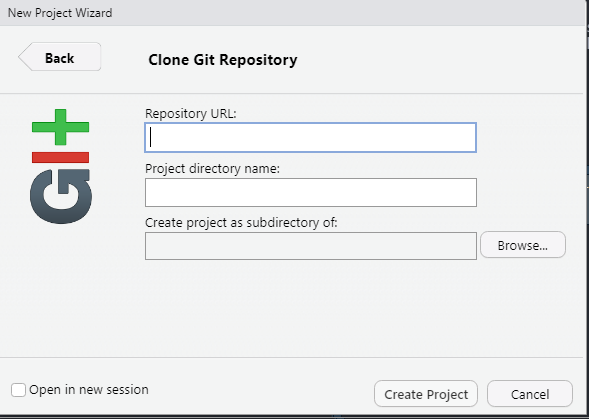 New Project Wizard
Back
Clone Git Repository
GIt
Repository URL:
Project directory name:
Create project as subdirectory of:
Browse...
Open in new session
Create Project
Cancel